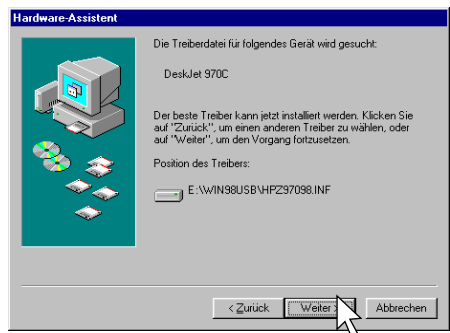 Hardware-Assistent
Die Treiberdatei für folgendes Gerät wird gesucht:
DeskJet 970C
Der beste Treiber kann jetzt installiert werden. Klicken Sie
auf "Zurück", um einen anderen Treiber zu wählen, oder
auf "Weiter", um den Vorgang fortzusetzen.
Position des Treibers:
E:\WIN98USB\HPZ97098.INF
< Zurück Weiter > Abbrechen